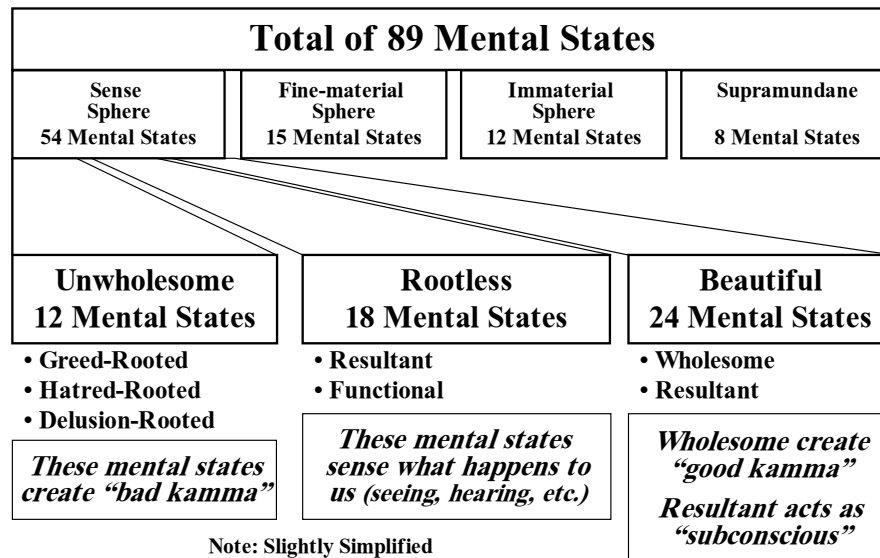 Total of 89 Mental States
Sense
Sphere
54 Mental States
Fine-material
Sphere
15 Mental States
Immaterial
Sphere
12 Mental States
Supramundane
8 Mental States
Unwholesome
12 Mental States
• Greed-Rooted
• Hatred-Rooted
• Delusion-Rooted
These mental states
create “bad kamma”
Rootless
18 Mental States
• Resultant
• Functional
These mental states
sense what happens to
us (seeing, hearing, etc.)
Beautiful
24 Mental States
• Wholesome
• Resultant
Wholesome create
“good kamma”
Resultant acts as
“subconscious”
Note: Slightly Simplified